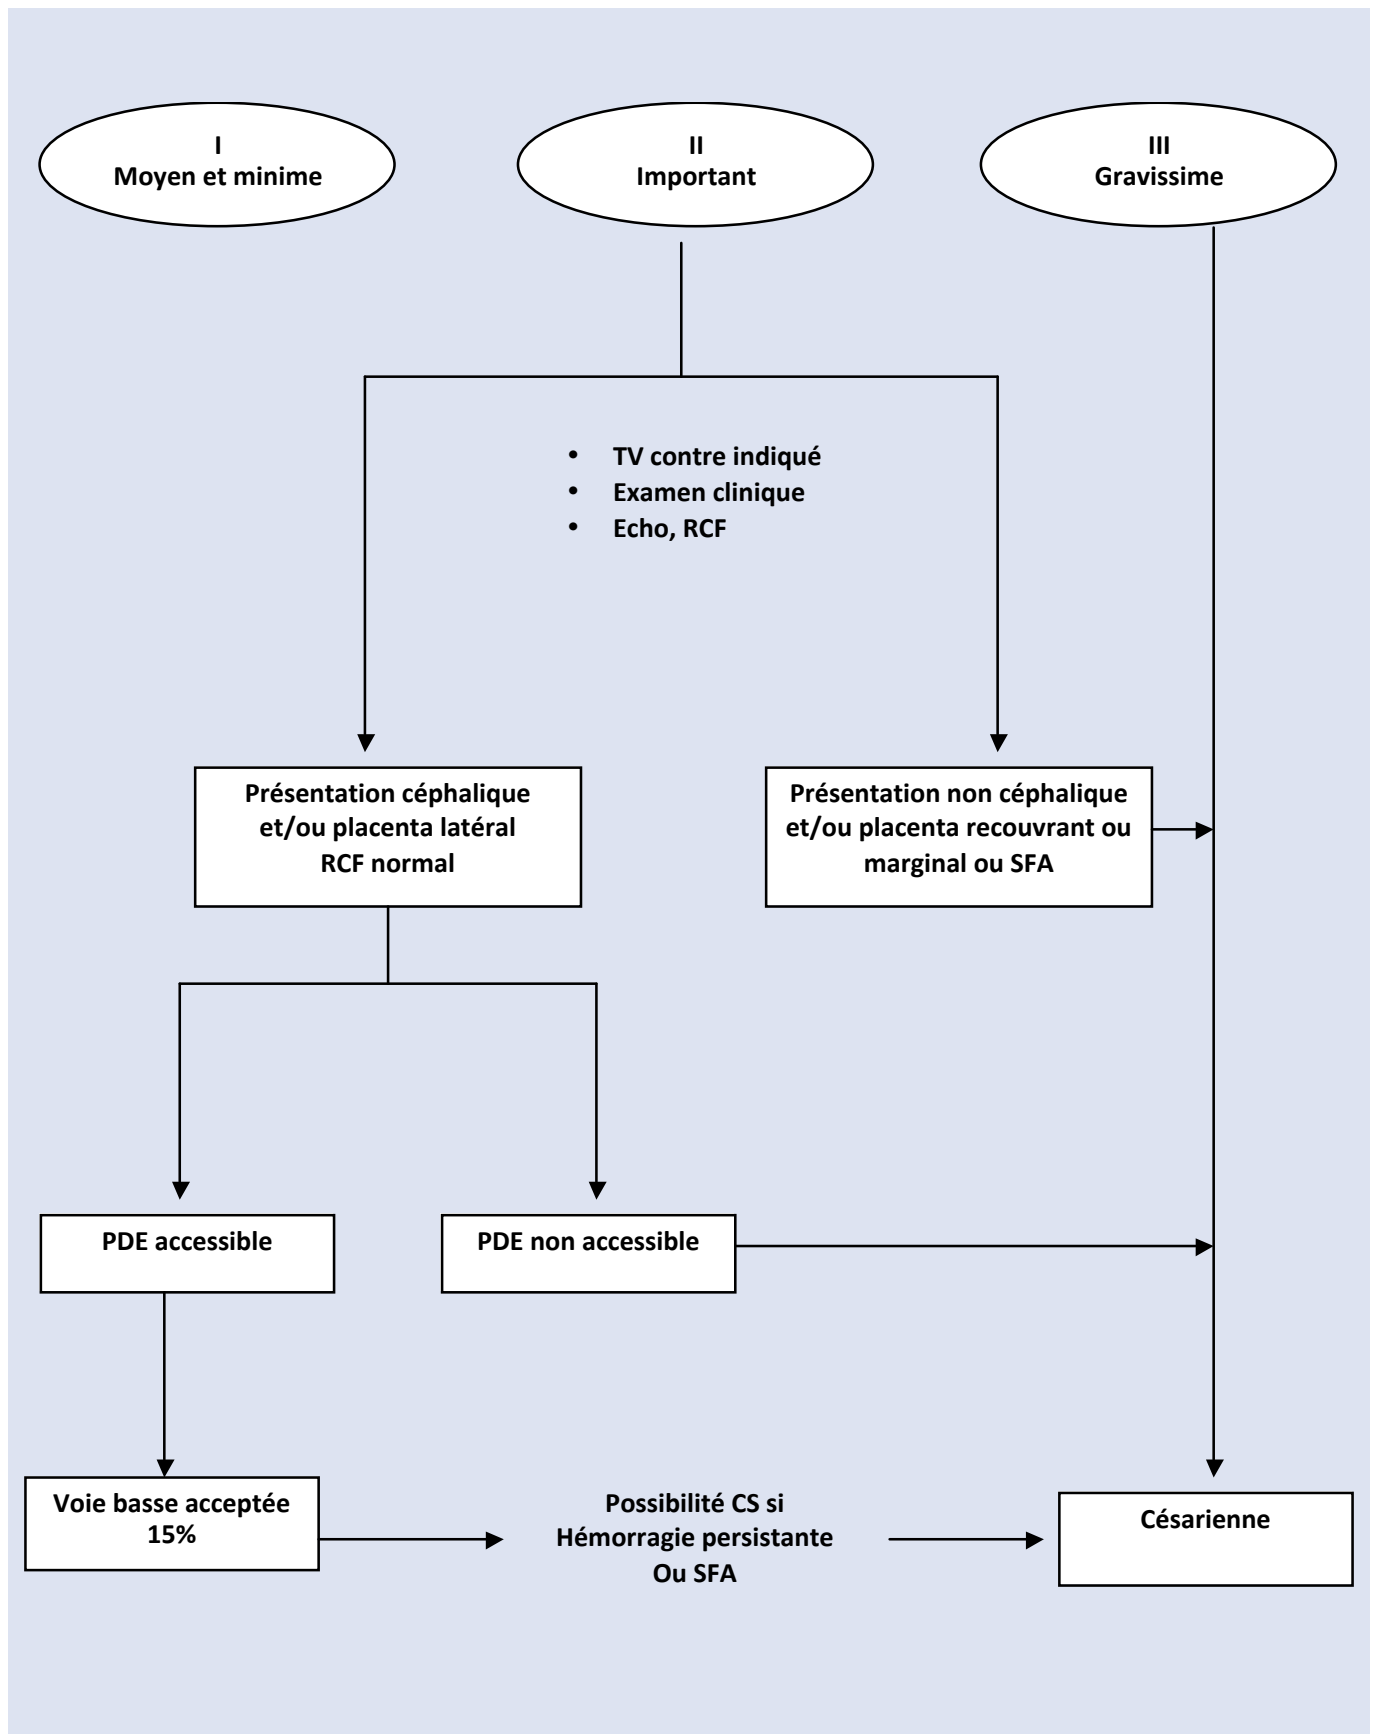 I
Moyen et minime
II
Important
III
Gravissime
• TV contre indiqué
• Examen clinique
• Echo, RCF
Présentation céphalique
et/ou placenta latéral
RCF normal
Présentation non céphalique
et/ou placenta recouvrant ou
marginal ou SFA
PDE accessible
PDE non accessible
Voie basse acceptée
15%
Possibilité CS si
Hémorragie persistante
Ou SFA
Césarienne